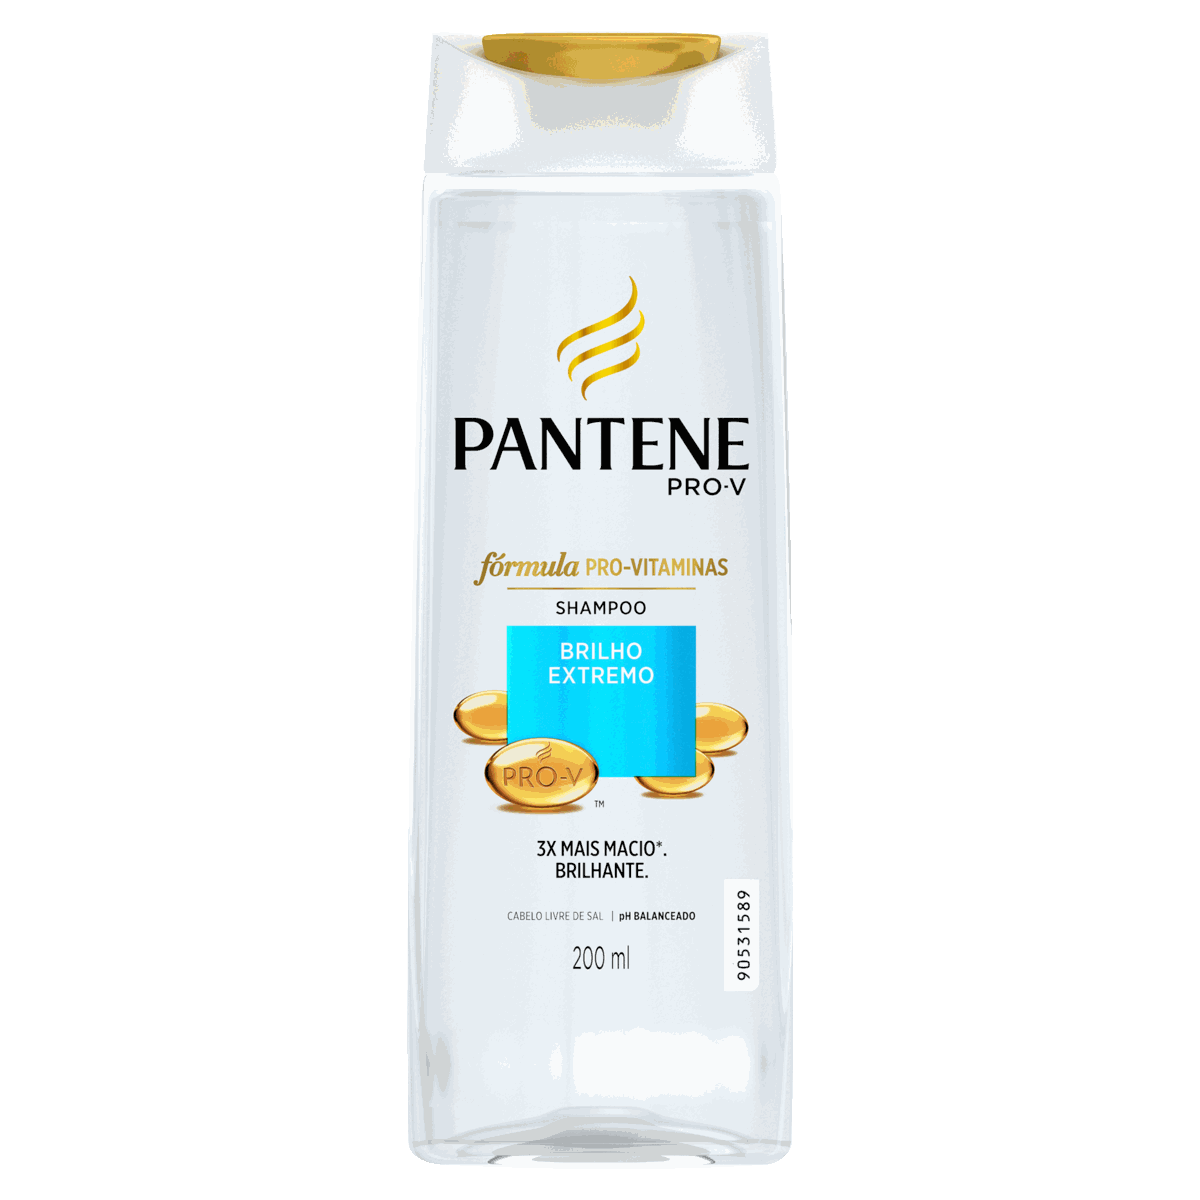 PANTENE
PRO-V
fórmula PRO-VITAMINAS
SHAMPOO
BRILHO
EXTREMO
PRO-V
TM
3X MAIS MACIO*.
BRILHANTE.
CABELO LIVRE DE SAL | pH BALANCEADO
200 ml
90531589